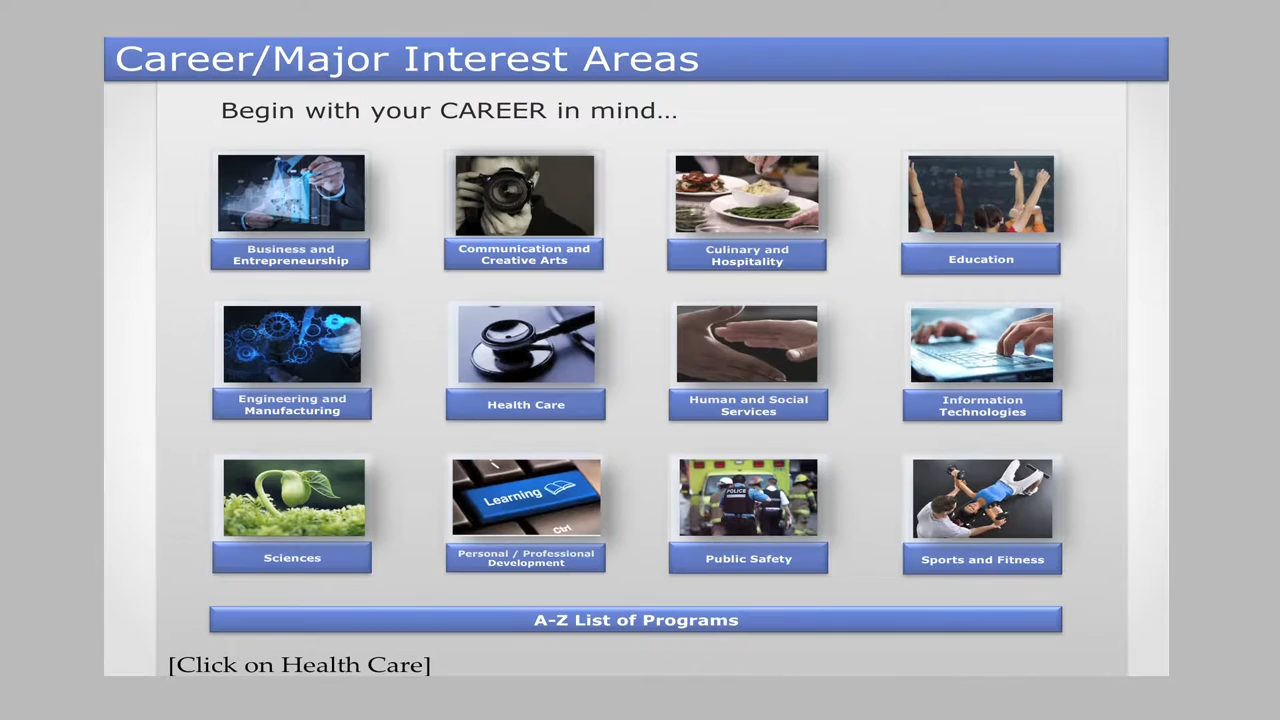 Career/Major Interest Areas
Begin with your CAREER in mind...
Business and
Entrepreneurship
Communication and
Creative Arts
Culinary and
Hospitality
Education
Engineering and
Manufacturing
Health Care
Human and Social
Services
Information
Technologies
Learning
Ctrl
POLICE
Sciences
Personal / Professional
Development
Public Safety
Sports and Fitness
A-Z List of Programs
[Click on Health Care]